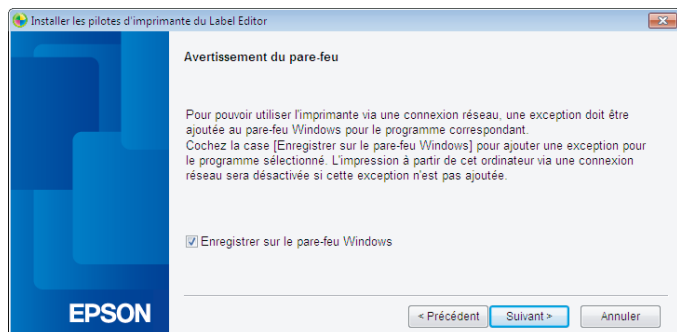 Installer les pilotes d'imprimante du Label Editor
Avertissement du pare-feu
Pour pouvoir utiliser l'imprimante via une connexion réseau, une exception doit être
ajoutée au pare-feu Windows pour le programme correspondant.
Cochez la case [Enregistrer sur le pare-feu Windows] pour ajouter une exception pour
le programme sélectionné. L'impression à partir de cet ordinateur via une connexion
réseau sera désactivée si cette exception n'est pas ajoutée.
Enregistrer sur le pare-feu Windows
EPSON
< Précédent
Suivant >
Annuler